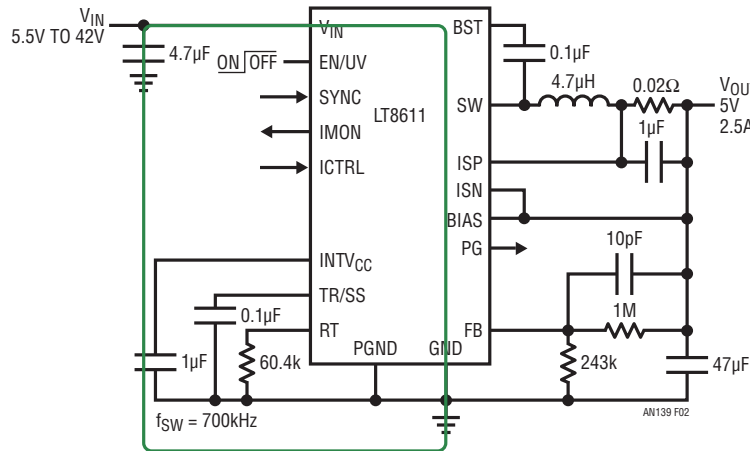 VIN
5.5V TO 42V
4.7µF
ON OFF
VIN
EN/UV
SYNC
IMON
ICTRL
INTVCC
TR/SS
RT
PGND
GND
LT8611
BST
SW
ISP
ISN
BIAS
PG
FB
0.1µF
4.7µH
0.02Ω
1µF
VOU
5V
2.5A
10pF
1M
243k
47µF
0.1µF
1µF
60.4k
fSW = 700kHz
AN139 F02